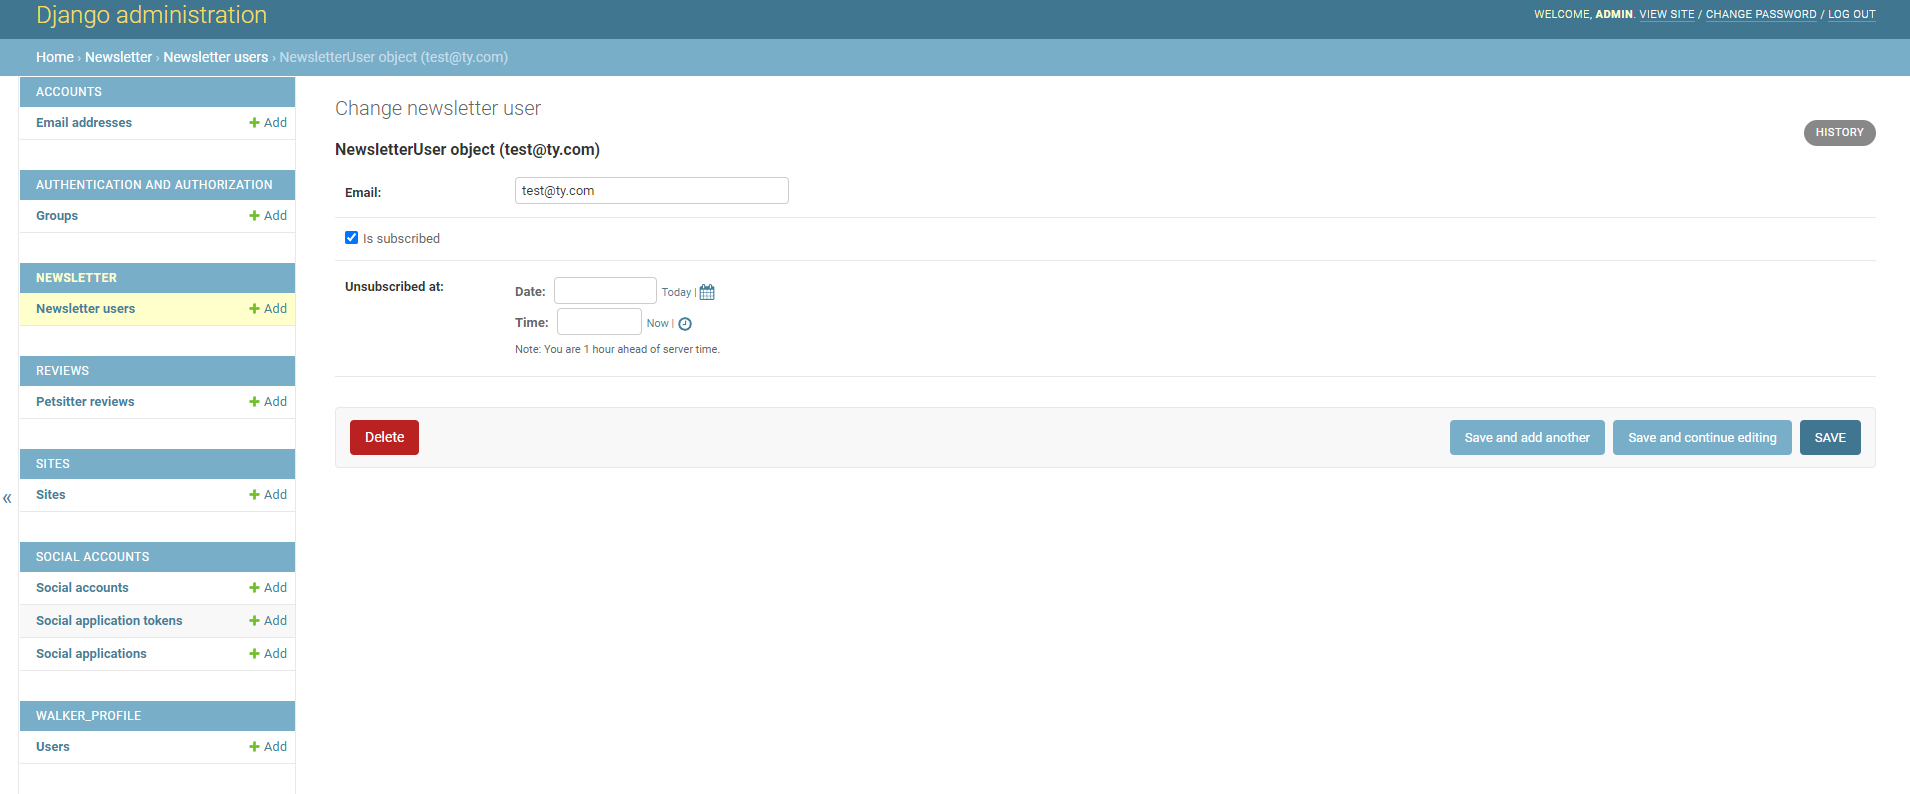 Django administration
WELCOME, ADMIN. VIEW SITE / CHANGE PASSWORD / LOG OUT
Home › Newsletter › Newsletter users › NewsletterUser object (test@ty.com)
ACCOUNTS
Email addresses Add
AUTHENTICATION AND AUTHORIZATION
Groups Add
NEWSLETTER
Newsletter users Add
REVIEWS
Petsitter reviews Add
SITES
Sites Add
SOCIAL ACCOUNTS
Social accounts Add
Social application tokens Add
Social applications Add
WALKER_PROFILE
Users Add
«
Change newsletter user
HISTORY
NewsletterUser object (test@ty.com)
Email: test@ty.com
Is subscribed
Unsubscribed at:
Date: Today |
Time: Now |
Note: You are 1 hour ahead of server time.
Delete
Save and add another
Save and continue editing
SAVE